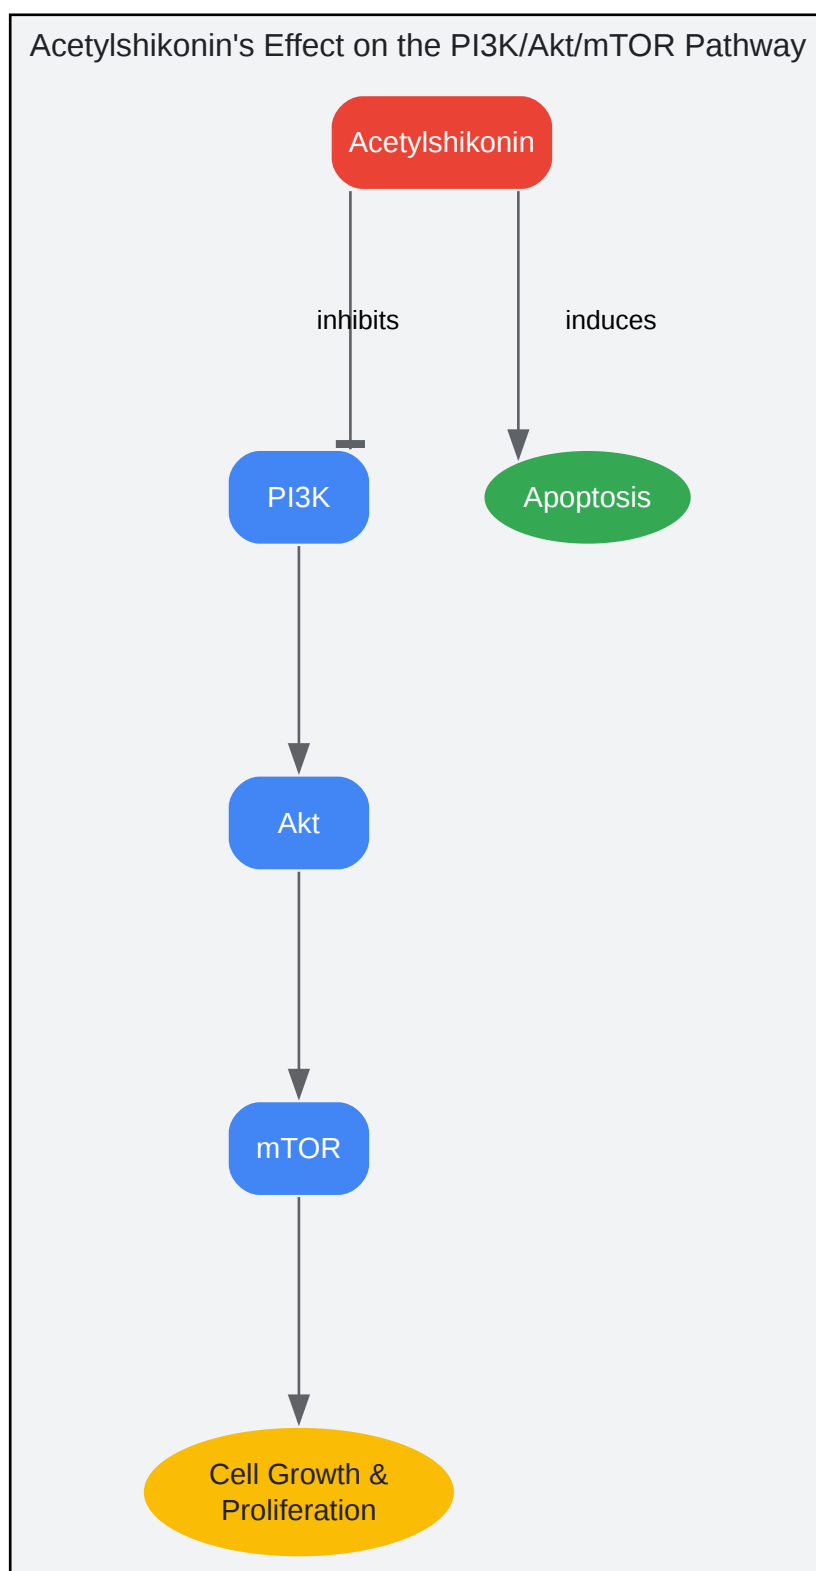 Acetylshikonin's Effect on the PI3K/Akt/mTOR Pathway
Acetylshikonin
inhibits
induces
PI3K
Apoptosis
Akt
mTOR
Cell Growth &
Proliferation